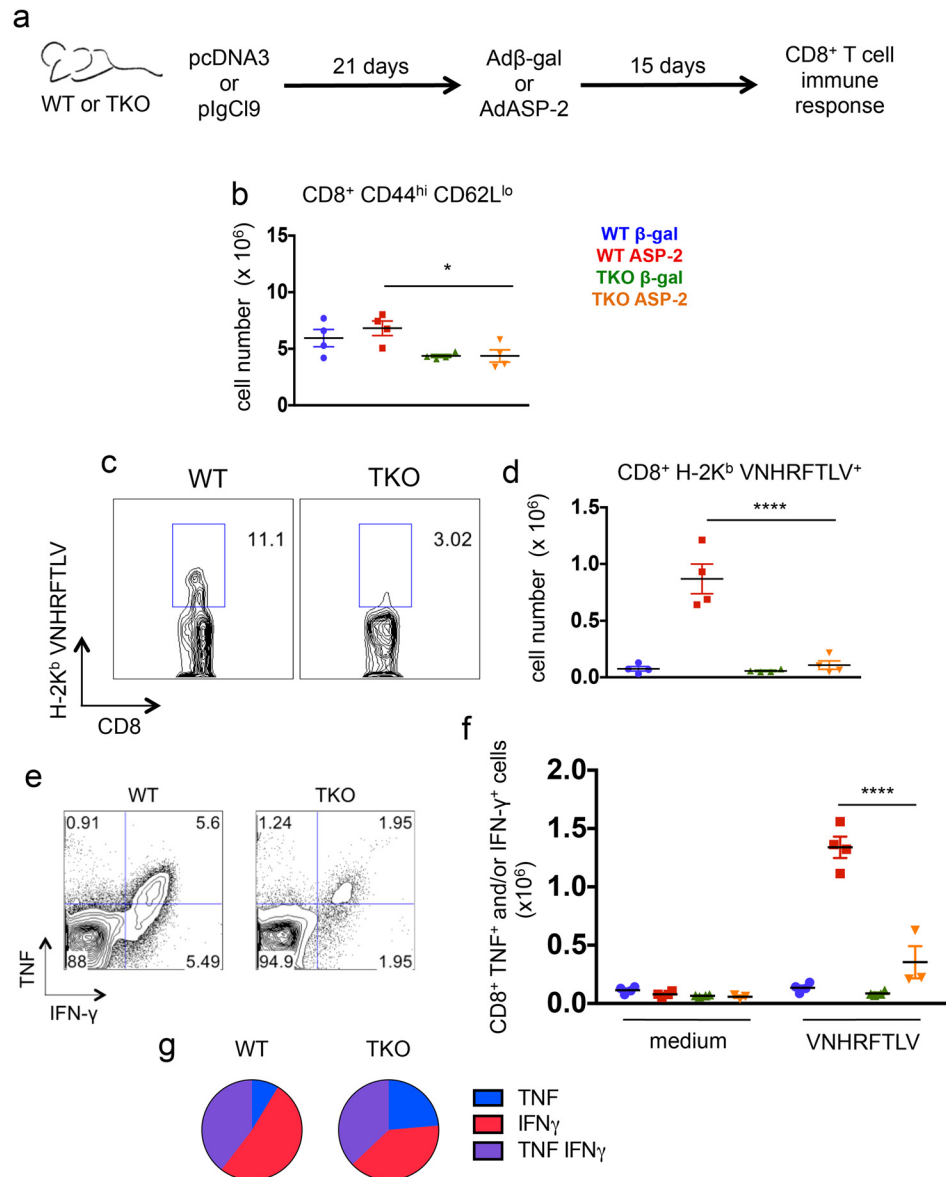 a
WT or TKO
pcDNA3
or
pIgCl9
21 days
Adβ-gal
or
AdASP-2
15 days
CD8⁺ T cell
immune
response
b
CD8⁺ CD44ʰⁱ CD62Lˡᵒ
cell number (x 10⁶)
15
10
5
0
*
WT β-gal
WT ASP-2
TKO β-gal
TKO ASP-2
c
WT
TKO
11.1
3.02
H-2Kᵇ VNHRFTLV
CD8
d
CD8⁺ H-2Kᵇ VNHRFTLV⁺
cell number (x 10⁶)
1.5
1.0
0.5
0.0
****
e
WT
TKO
0.91
5.6
88
5.49
1.24
1.95
94.9
1.95
TNF
IFN-γ
f
CD8⁺ TNF⁺ and/or IFN-γ⁺ cells
(x10⁶)
2.0
1.5
1.0
0.5
0.0
****
medium
VNHRFTLV
g
WT
TKO
TNF
IFNγ
TNF IFNγ